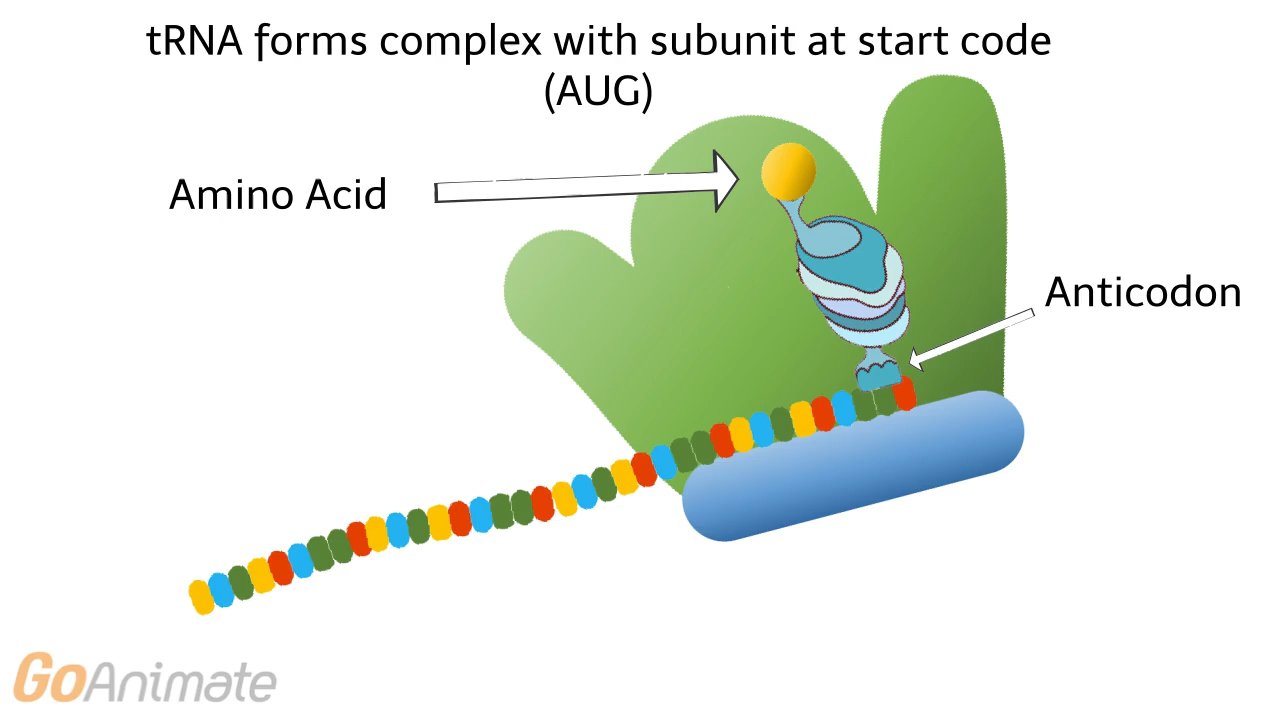 tRNA forms complex with subunit at start code
(AUG)
Amino Acid
Anticodon
GoAnimate